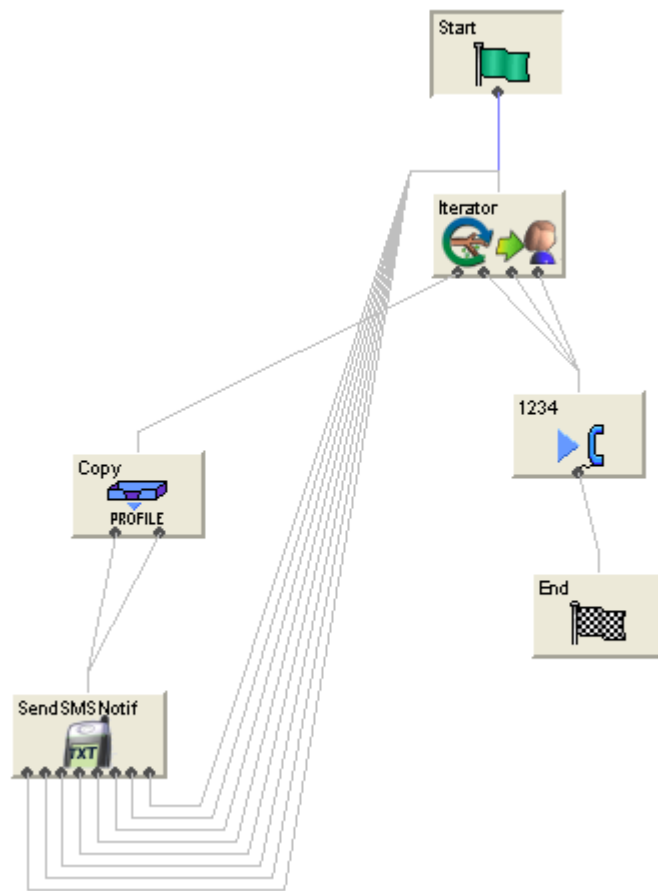 Start
Iterator
1234
Copy
PROFILE
End
SendSMSNotif
TXT